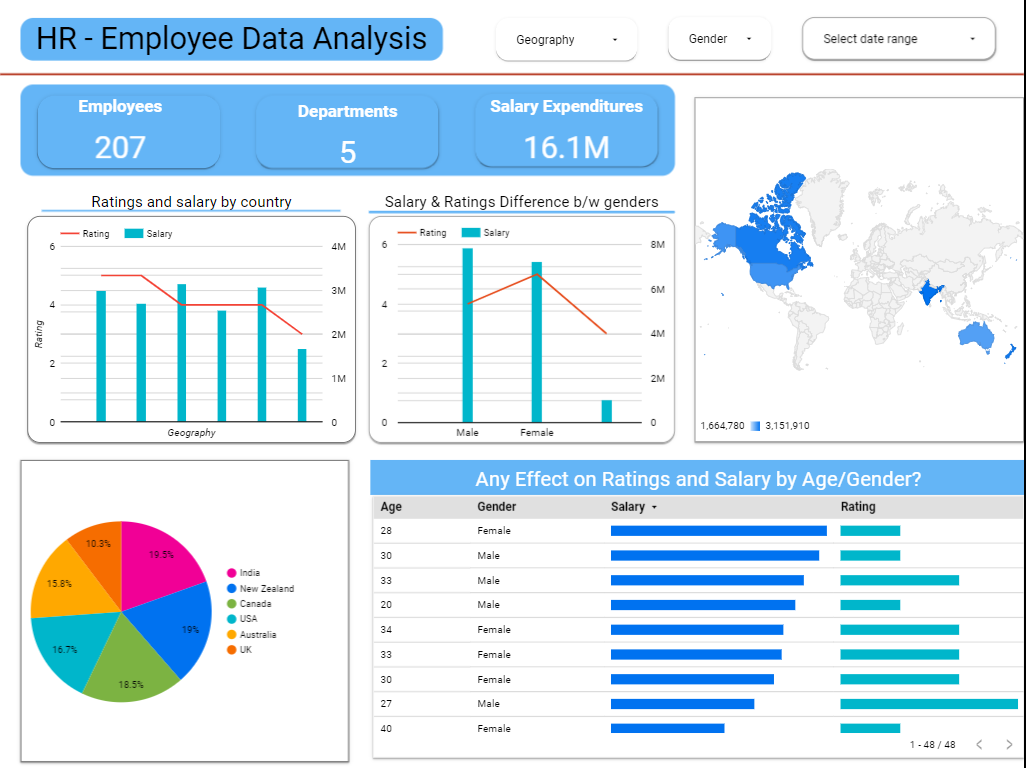 HR - Employee Data Analysis
Geography
Gender
Select date range
Employees
207
Departments
5
Salary Expenditures
16.1M
Ratings and salary by country
Rating Salary
6
4
2
0
4M
3M
2M
1M
0
Rating
Geography
Salary & Ratings Difference b/w genders
Rating Salary
6
4
2
0
8M
6M
4M
2M
0
Male Female
1,664,780 3,151,910
19.5%
19%
18.5%
16.7%
15.8%
10.3%
India
New Zealand
Canada
USA
Australia
UK
Any Effect on Ratings and Salary by Age/Gender?
Age Gender Salary Rating
28 Female
30 Male
33 Male
20 Male
34 Female
33 Female
30 Female
27 Male
40 Female
1 - 48 / 48